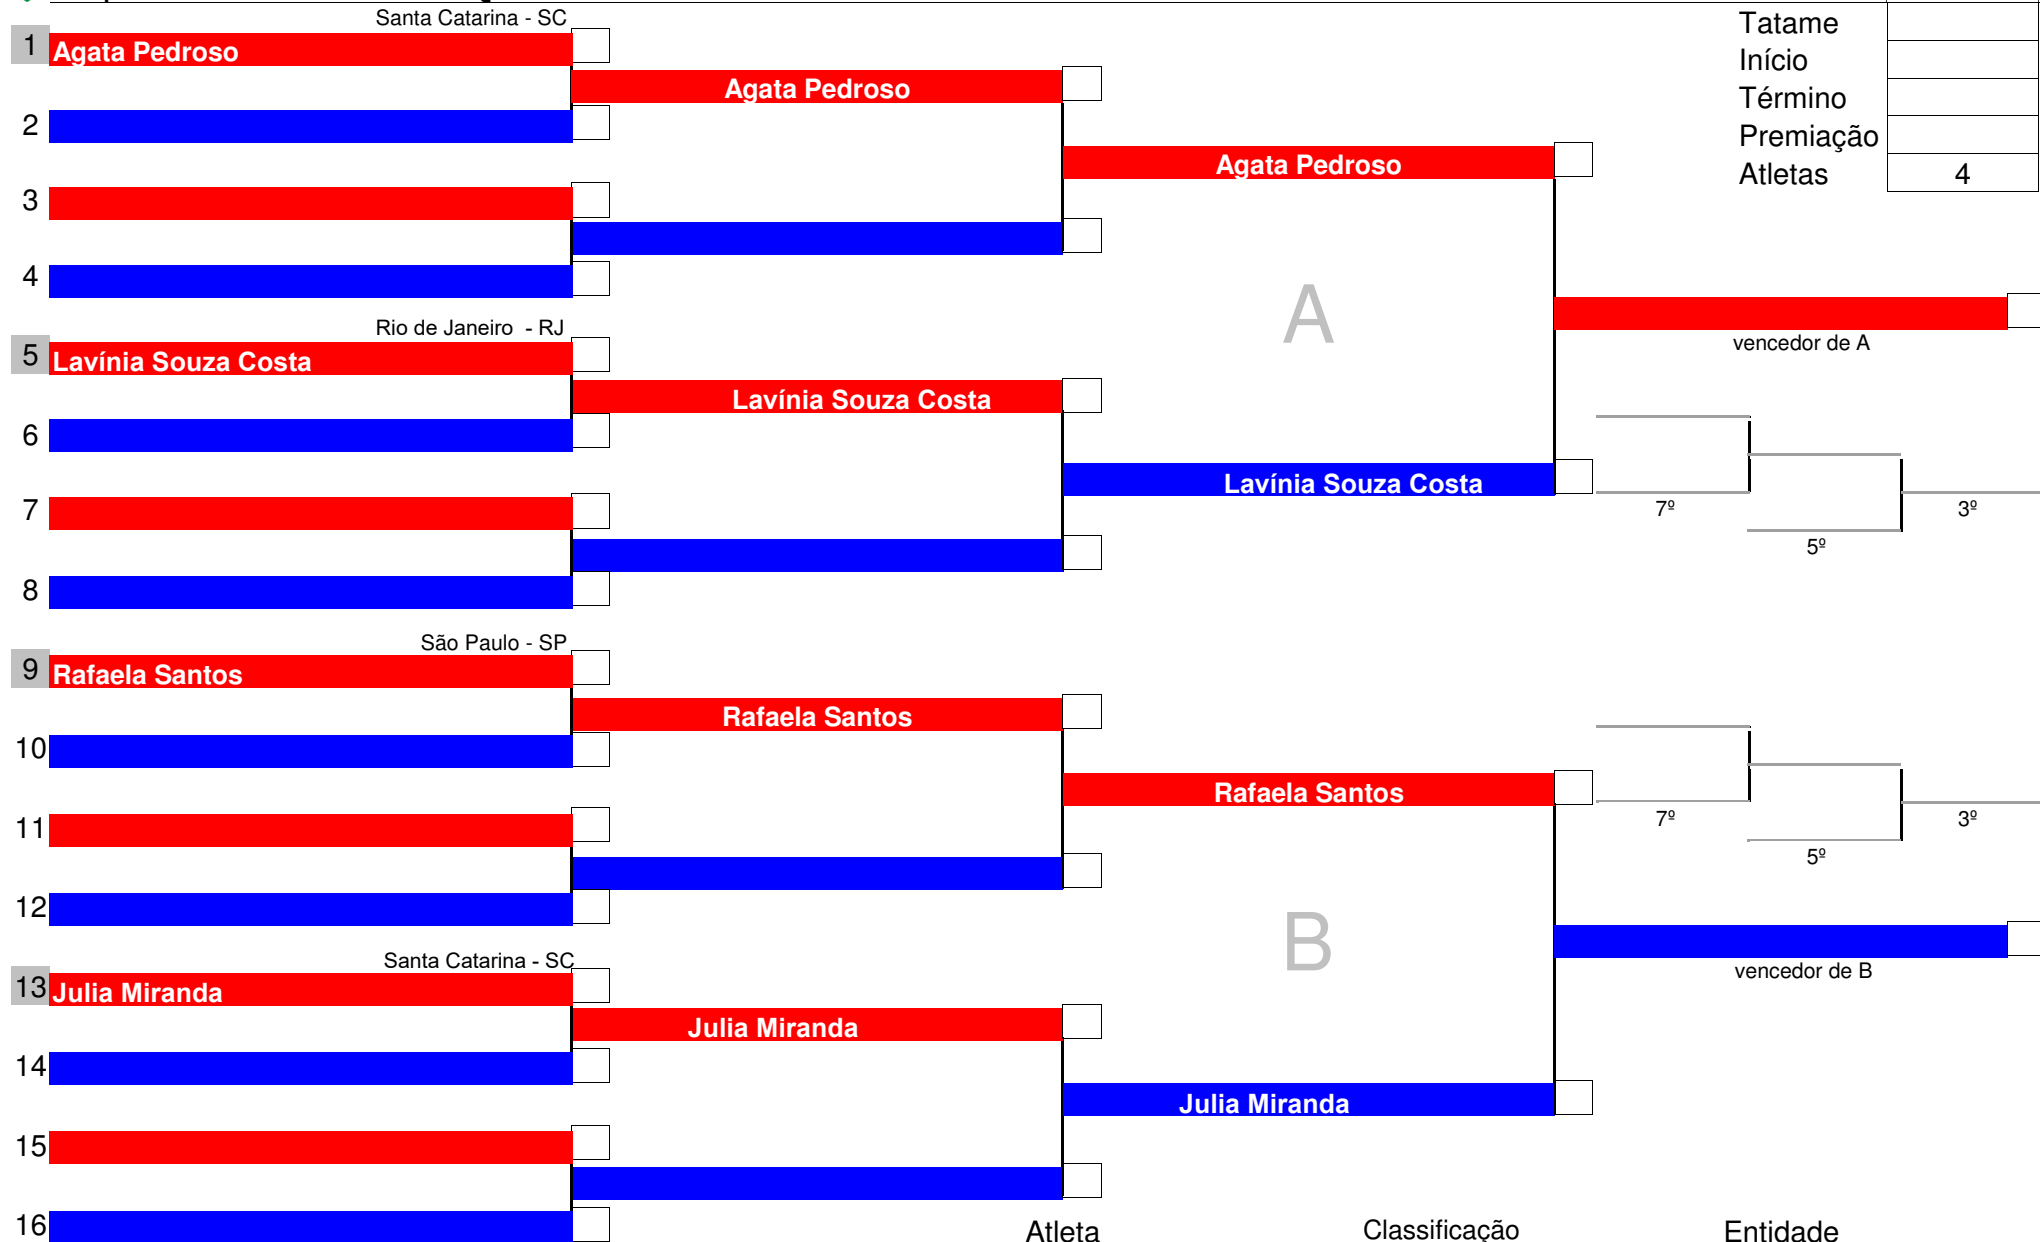 Santa Catarina - SC
1 Agata Pedroso
Agata Pedroso
2
Agata Pedroso
3
4
Tatame
Início
Término
Premiação
Atletas 4
A
vencedor de A
Rio de Janeiro - RJ
5 Lavínia Souza Costa
Lavínia Souza Costa
6
Lavínia Souza Costa
7
8
7º
3º
5º
São Paulo - SP
9 Rafaela Santos
Rafaela Santos
10
Rafaela Santos
11
12
7º
3º
5º
B
vencedor de B
Santa Catarina - SC
13 Julia Miranda
Julia Miranda
14
Julia Miranda
15
16
Atleta Classificação Entidade